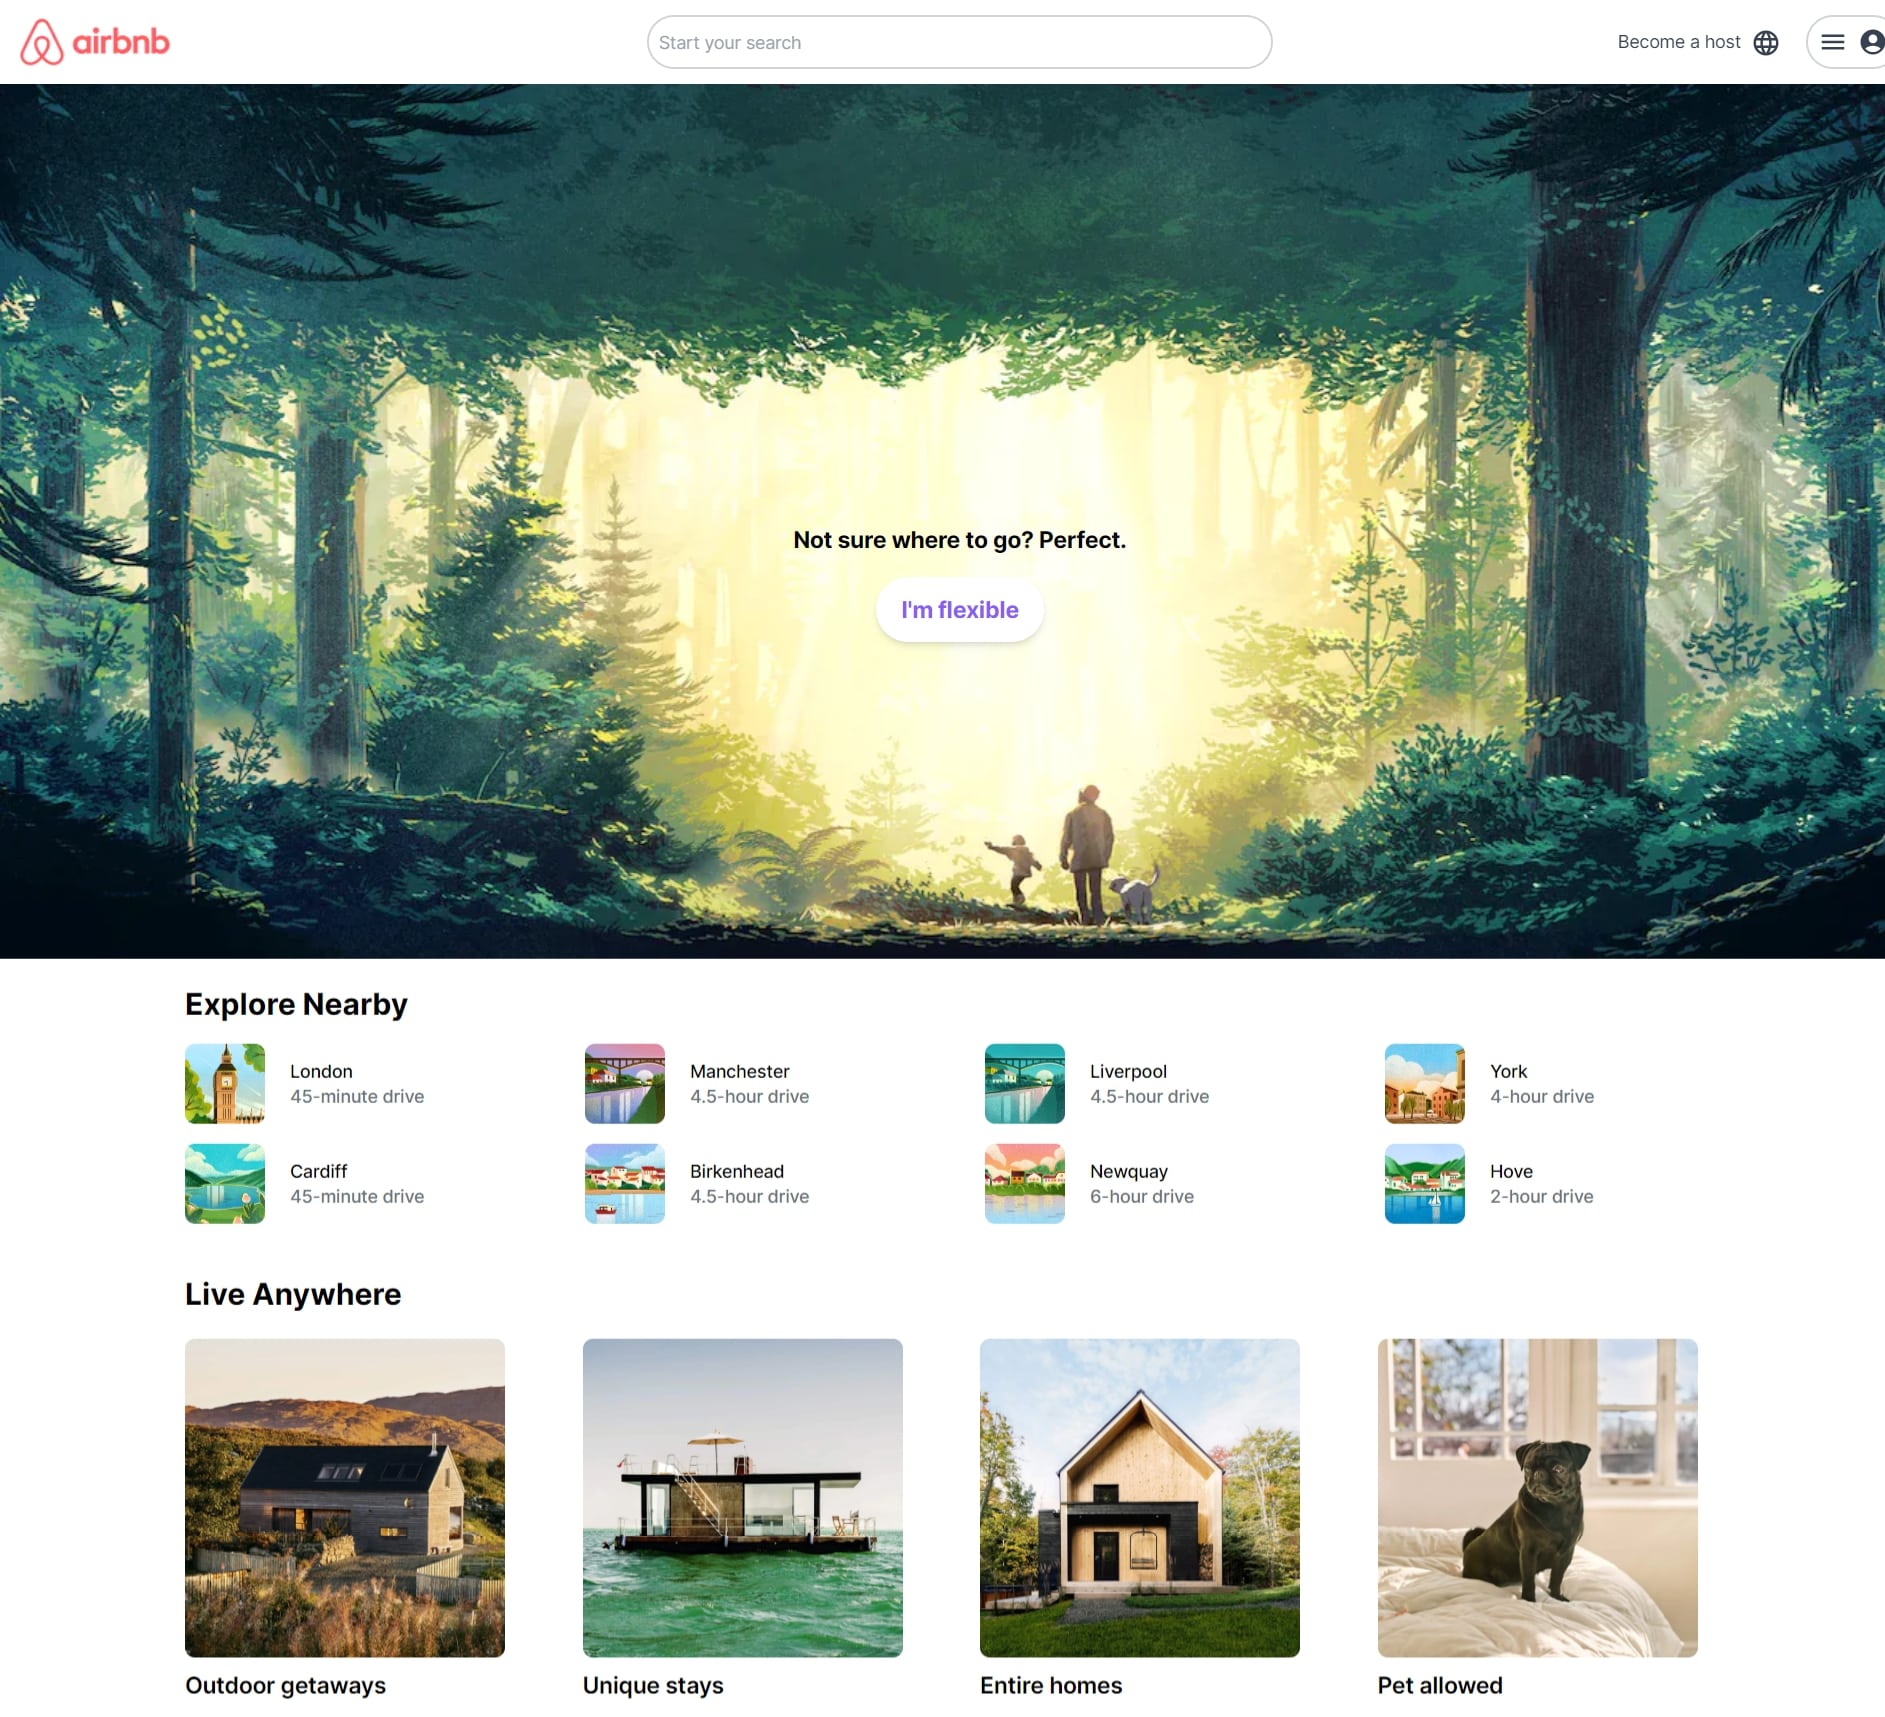 airbnb
Start your search
Become a host
Not sure where to go? Perfect.
I'm flexible
Explore Nearby
London
45-minute drive
Manchester
4.5-hour drive
Liverpool
4.5-hour drive
York
4-hour drive
Cardiff
45-minute drive
Birkenhead
4.5-hour drive
Newquay
6-hour drive
Hove
2-hour drive
Live Anywhere
Outdoor getaways
Unique stays
Entire homes
Pet allowed